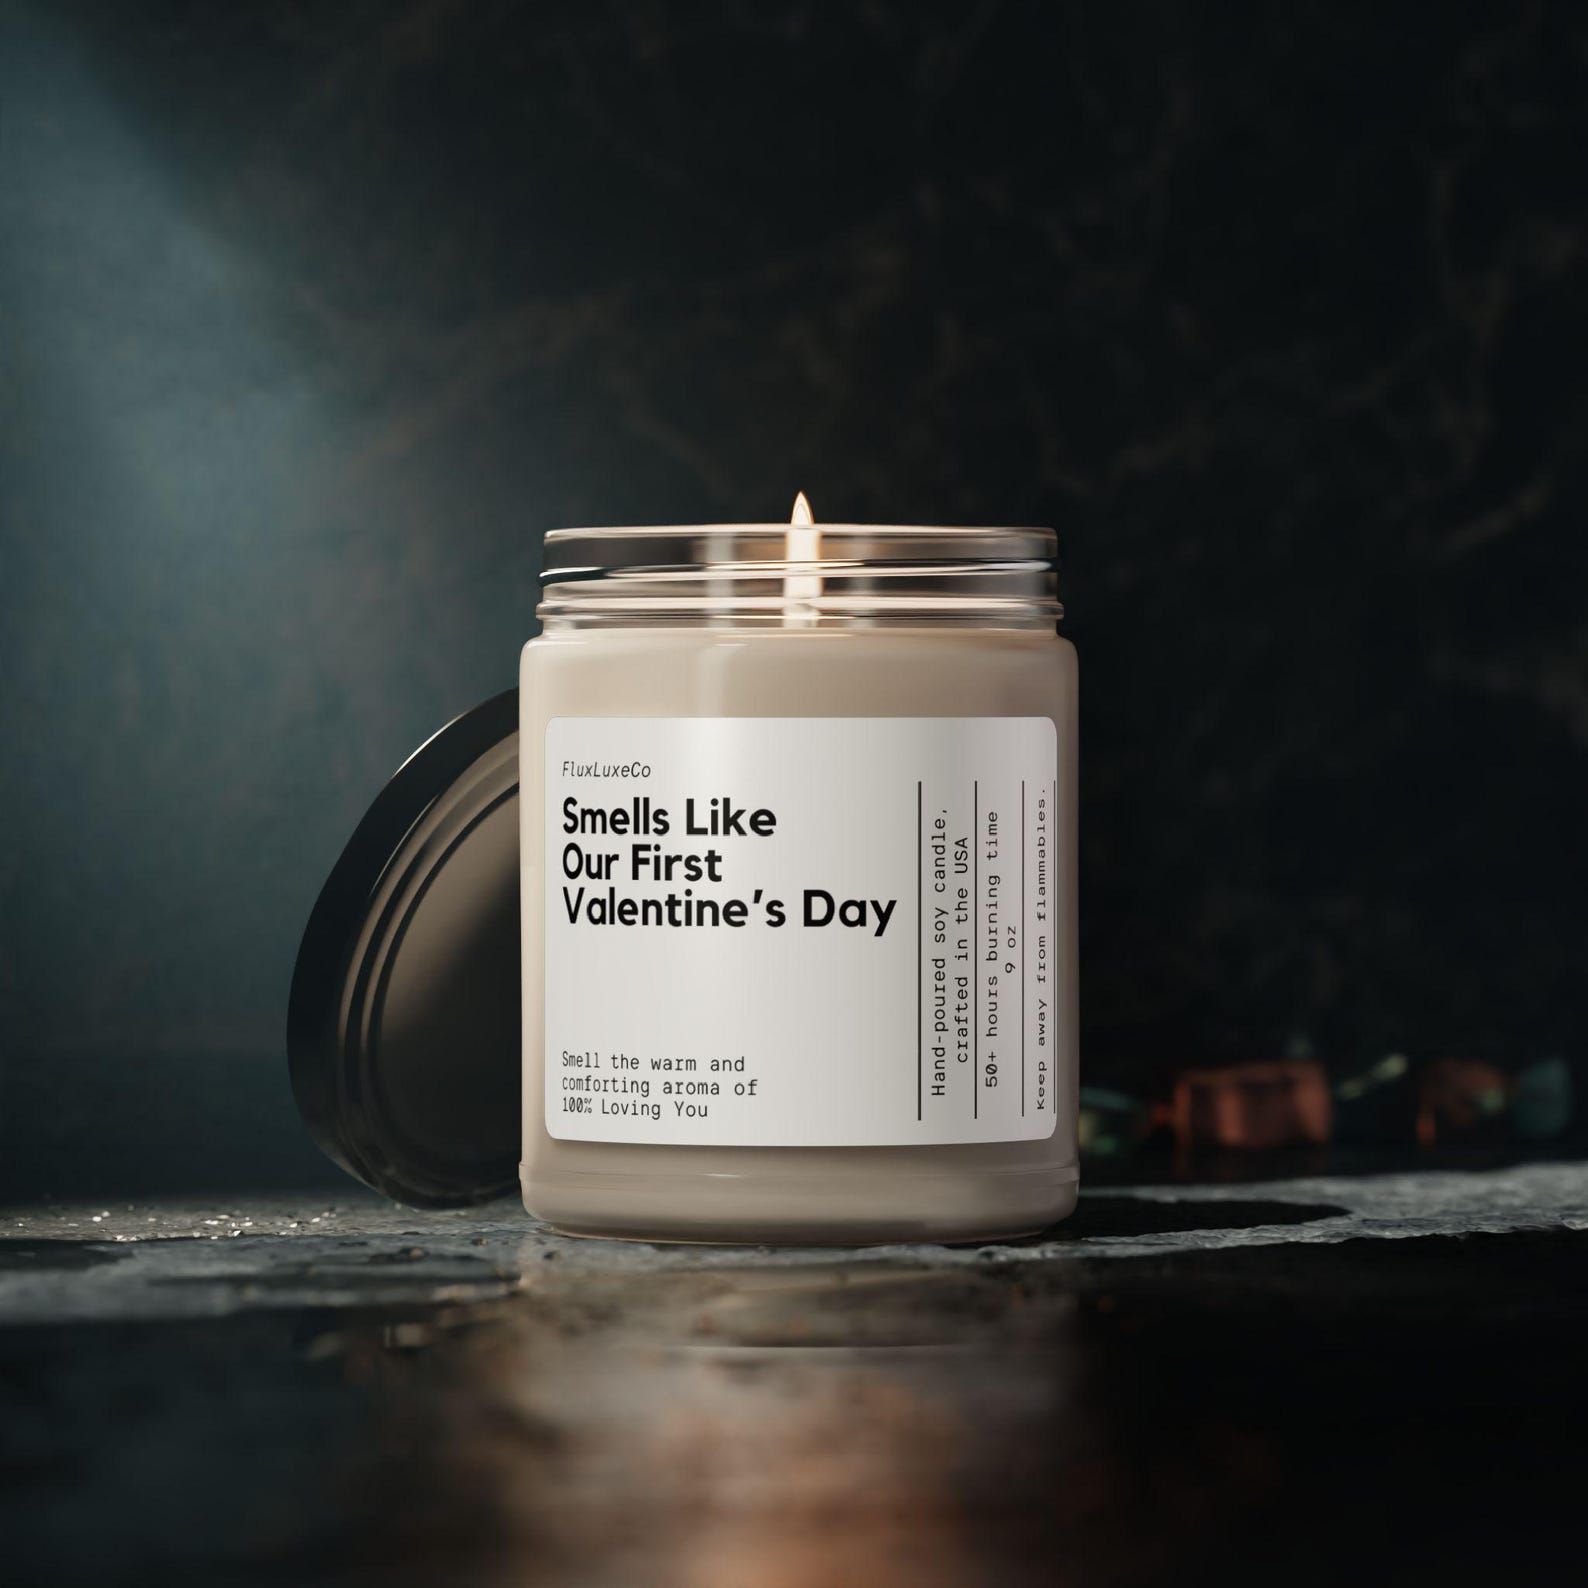 FluxLuxeCo
Smells Like
Our First
Valentine's Day
Smell the warm and
comforting aroma of
100% Loving You
Hand-poured soy candle,
crafted in the USA
50+ hours burning time
9 oz
Keep away from flammables.